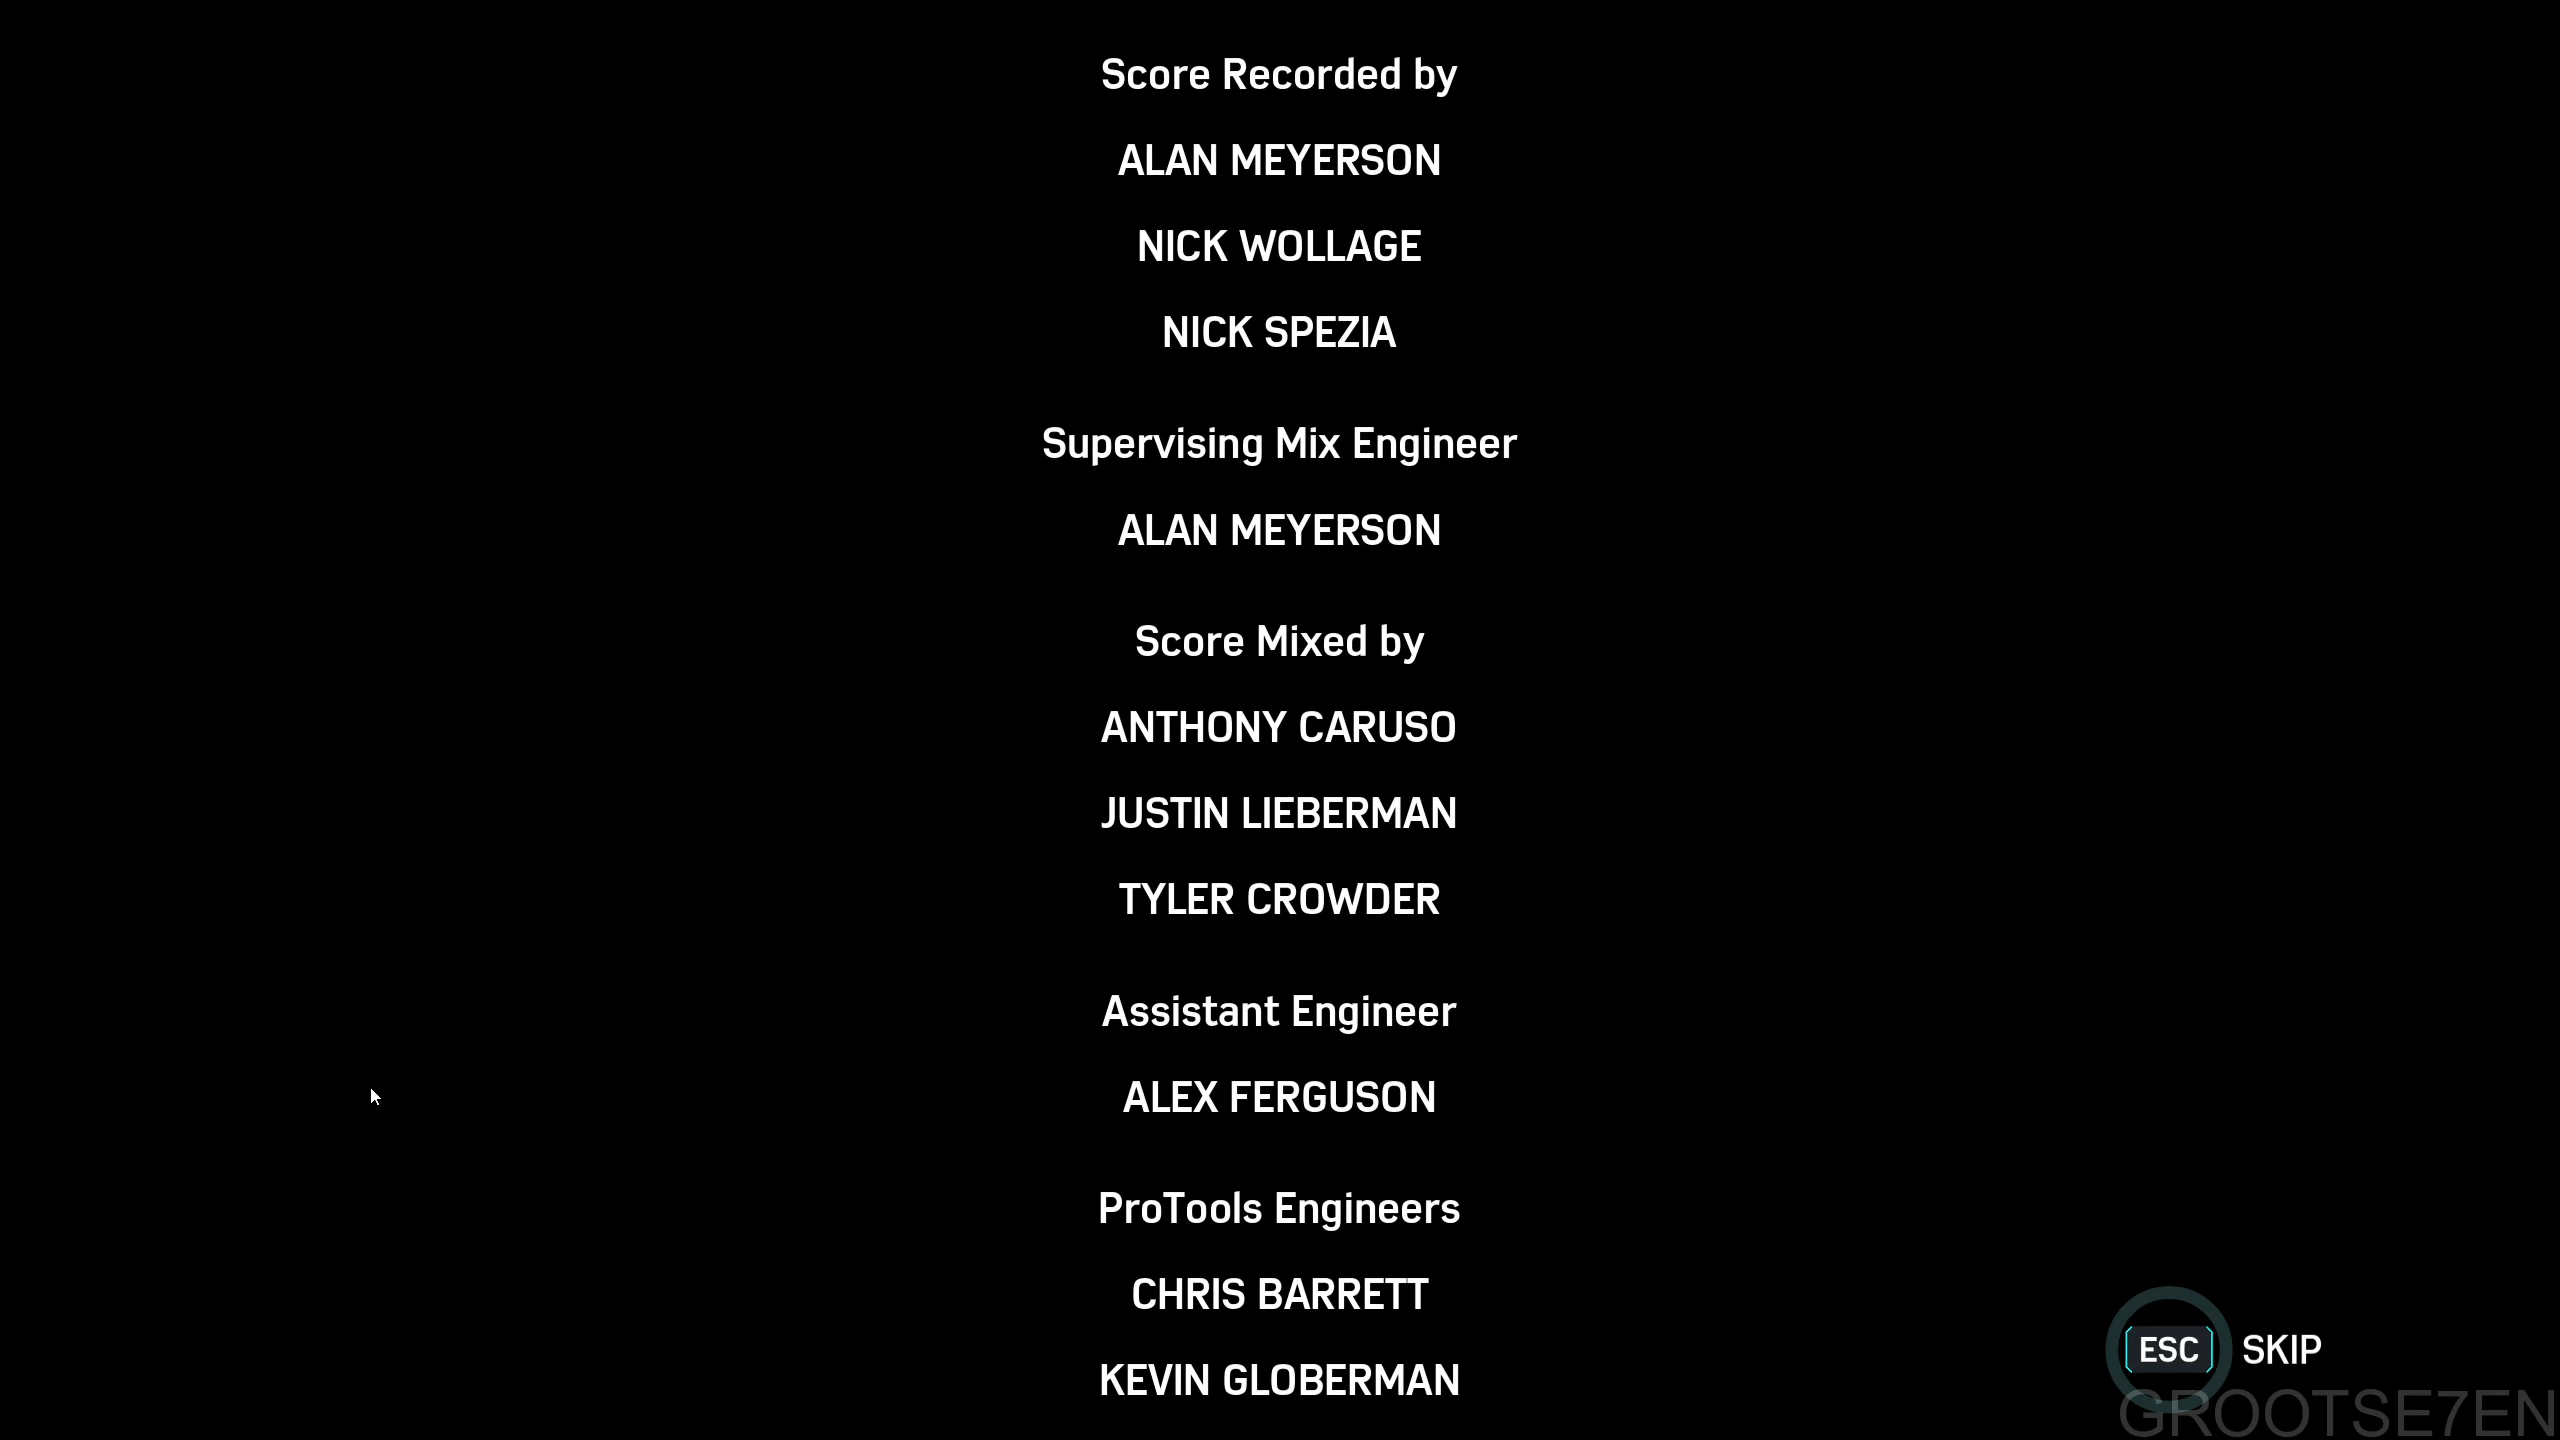 Score Recorded by
ALAN MEYERSON
NICK WOLLAGE
NICK SPEZIA
Supervising Mix Engineer
ALAN MEYERSON
Score Mixed by
ANTHONY CARUSO
JUSTIN LIEBERMAN
TYLER CROWDER
Assistant Engineer
ALEX FERGUSON
ProTools Engineers
CHRIS BARRETT
KEVIN GLOBERMAN
ESC SKIP
GROOTSE7EN